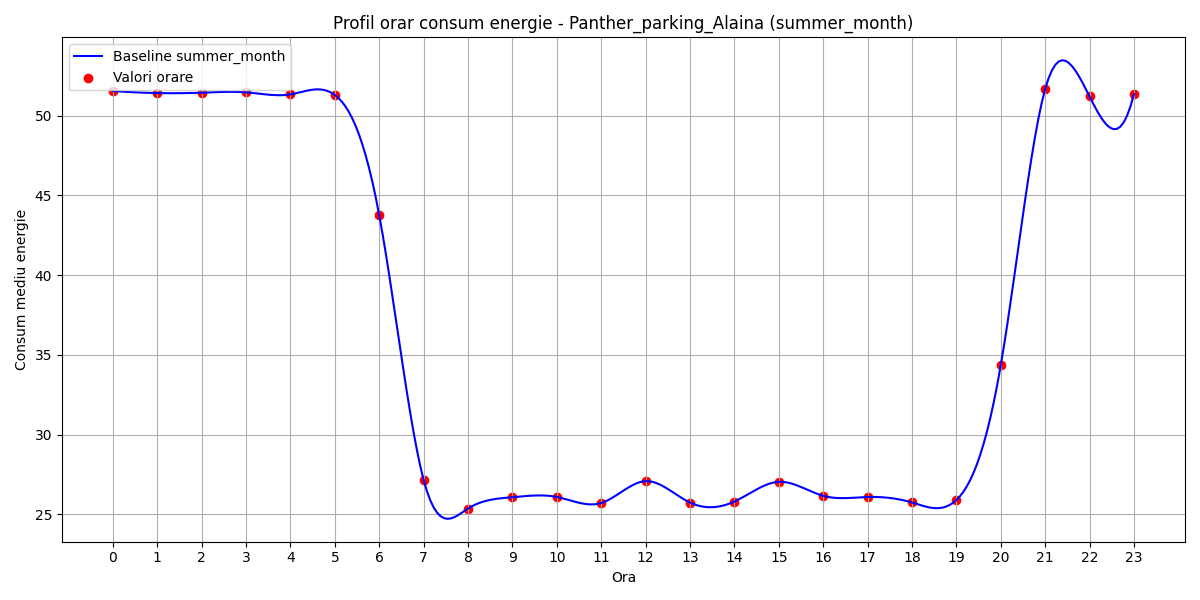 Profil orar consum energie - Panther_parking_Alaina (summer_month)
Baseline summer_month
Valori orare
Consum mediu energie
50
45
40
35
30
25
0 1 2 3 4 5 6 7 8 9 10 11 12 13 14 15 16 17 18 19 20 21 22 23
Ora